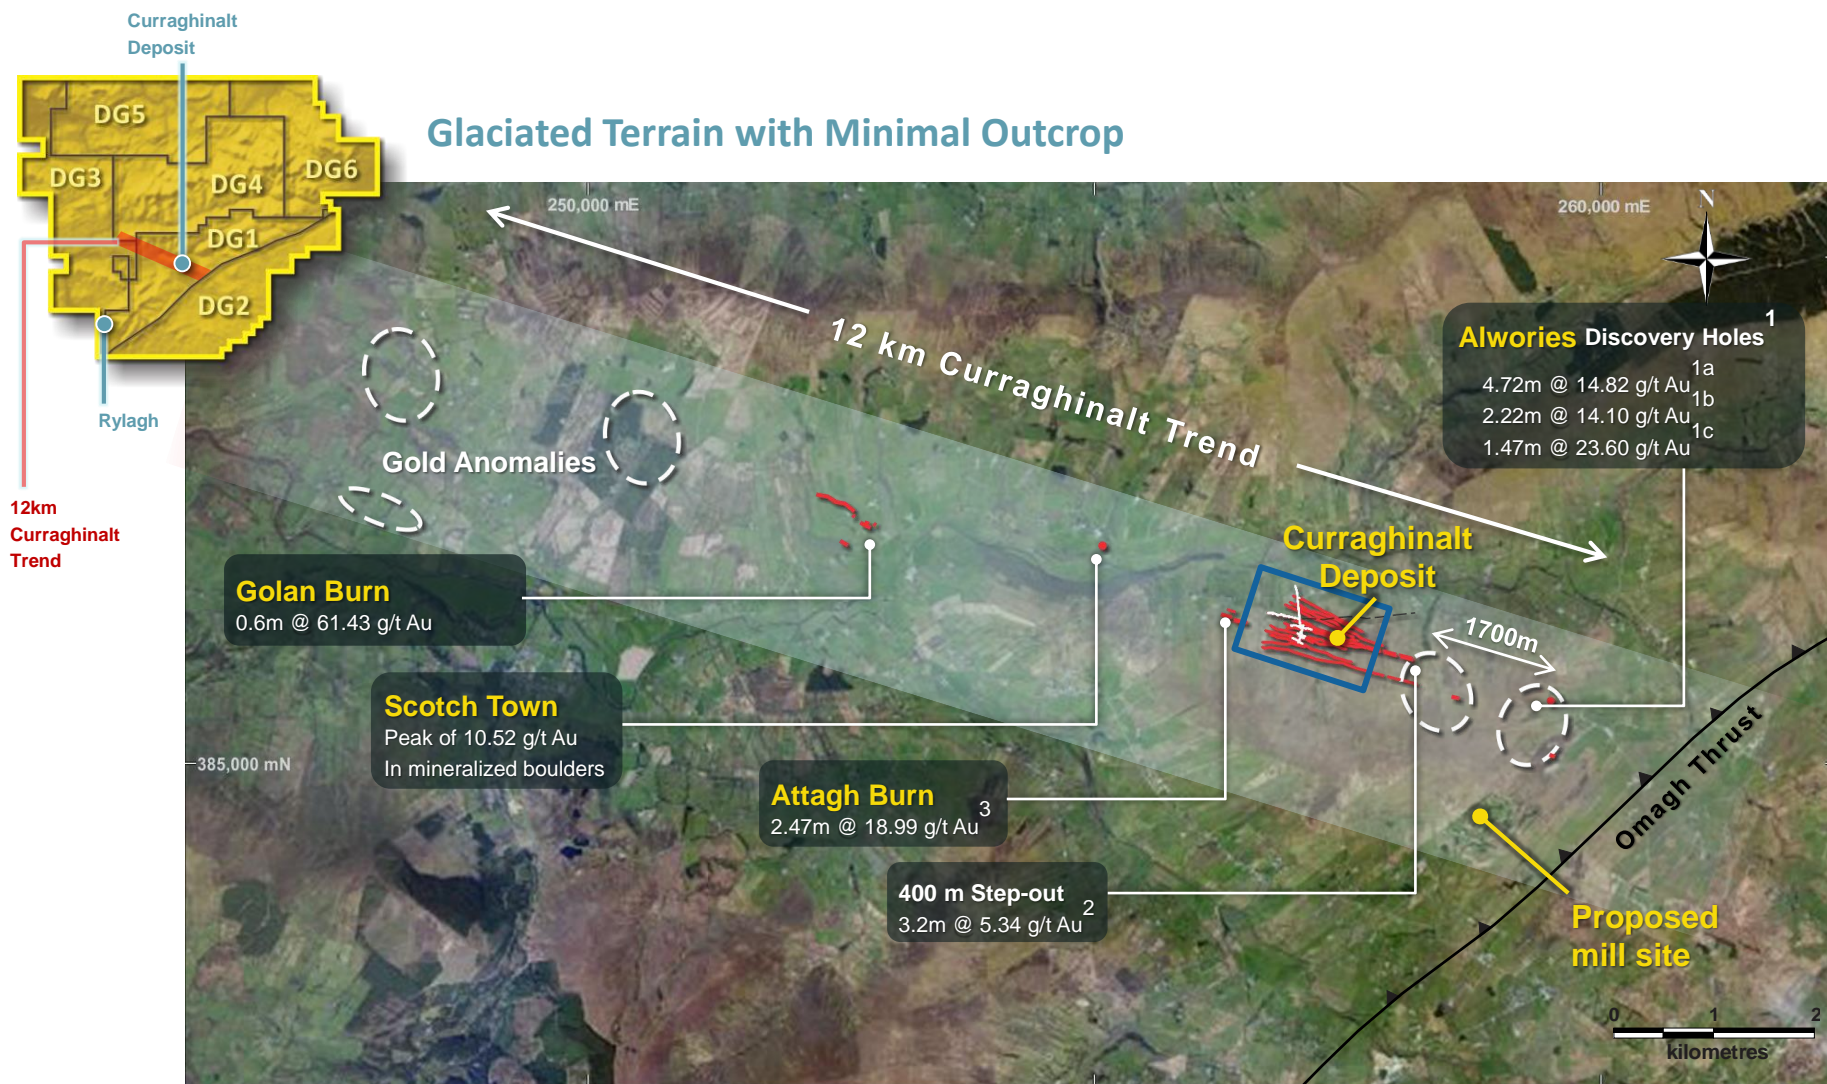 Curraghinalt
Deposit
DG5
DG3
DG4
DG6
DG1
DG2
Rylagh
12km
Curraghinalt
Trend
Glaciated Terrain with Minimal Outcrop
250,000 mE
260,000 mE
N
12 km Curraghinalt Trend
Alwories Discovery Holes 1
4.72m @ 14.82 g/t Au 1a
2.22m @ 14.10 g/t Au 1b
1.47m @ 23.60 g/t Au 1c
Gold Anomalies
Curraghinalt
Deposit
1700m
Golan Burn
0.6m @ 61.43 g/t Au
Scotch Town
Peak of 10.52 g/t Au
In mineralized boulders
385,000 mN
Attagh Burn
2.47m @ 18.99 g/t Au 3
400 m Step-out
3.2m @ 5.34 g/t Au 2
Omagh Thrust
Proposed
mill site
0 1 2
kilometres